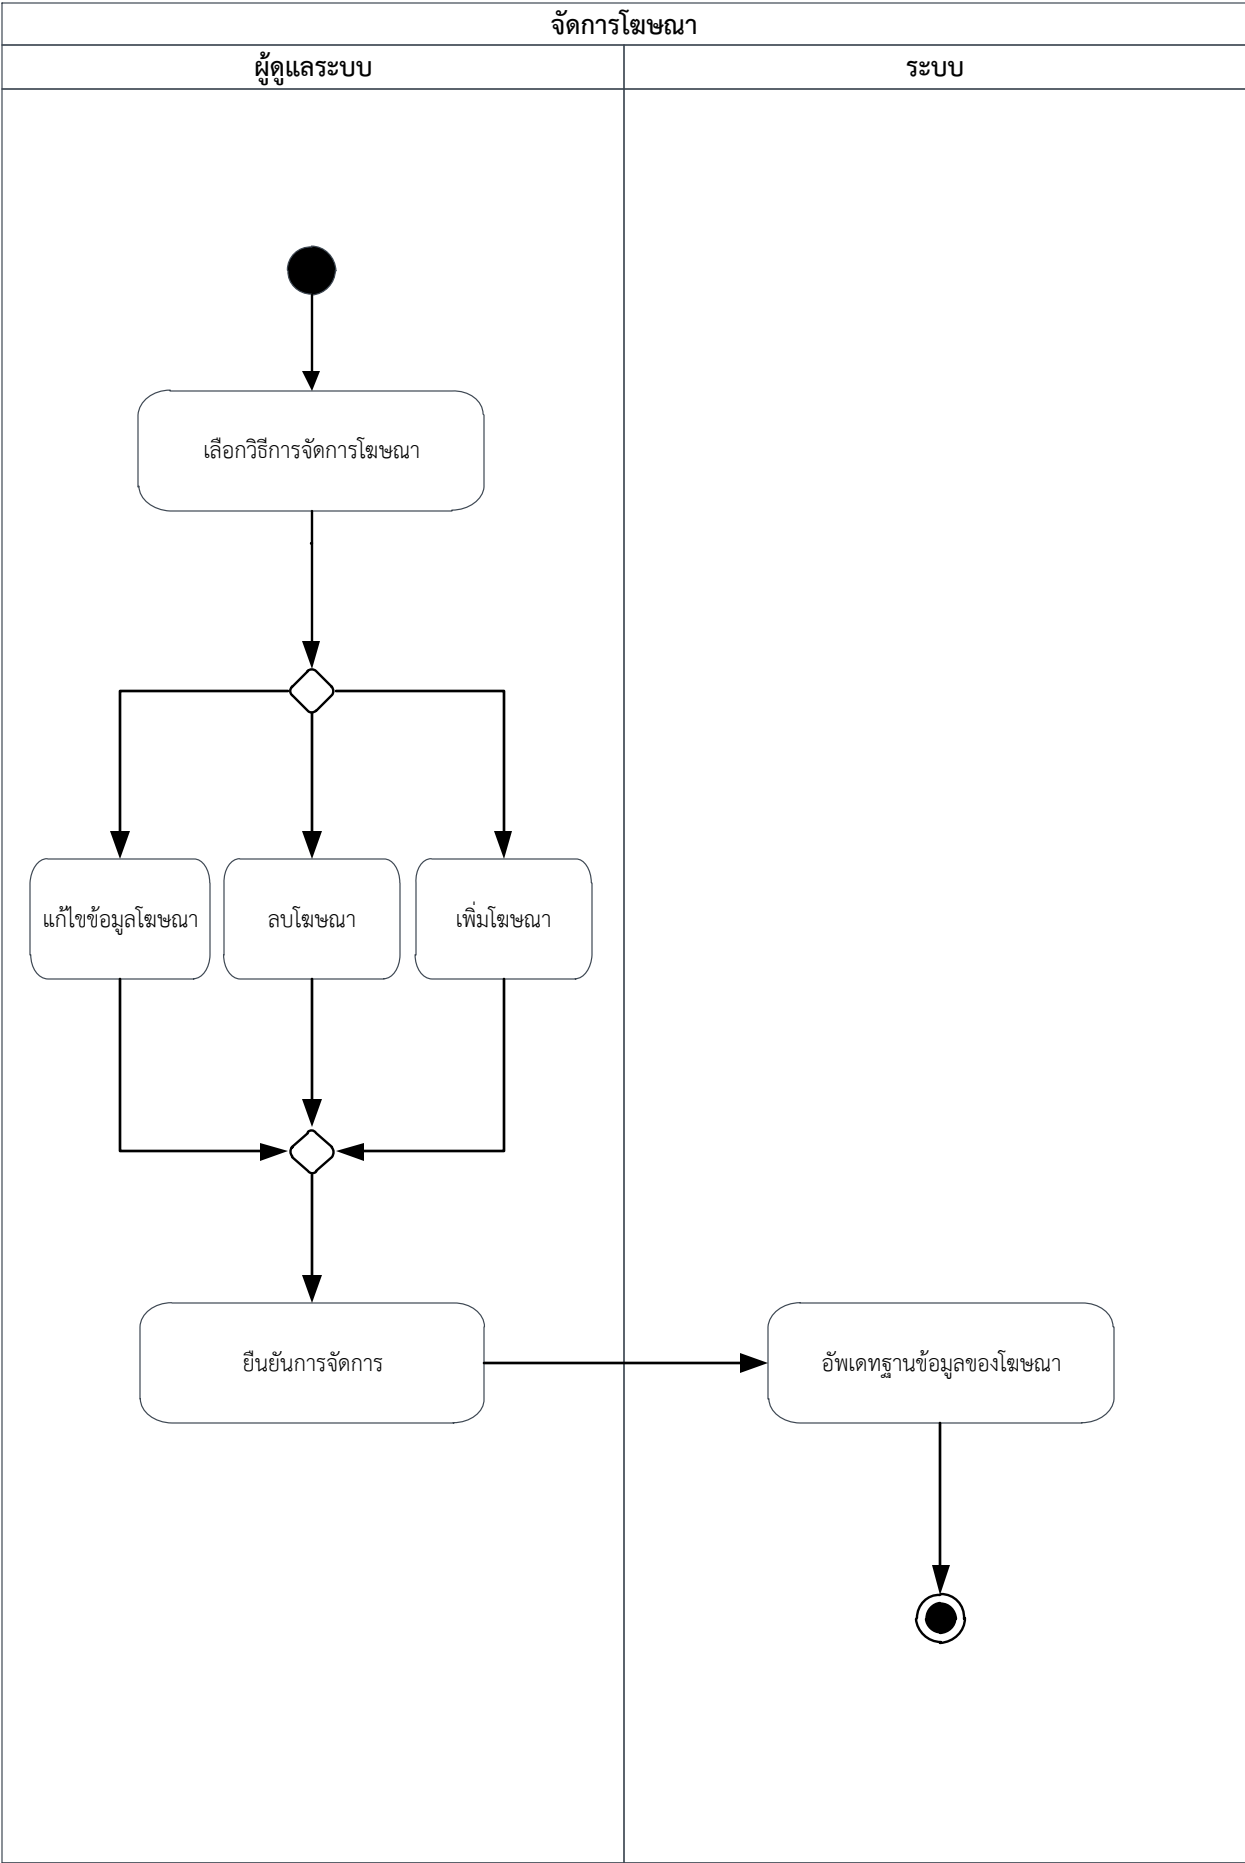 จัดการโฆษณา
ผู้ดูแลระบบ
ระบบ
เลือกวิธีการจัดการโฆษณา
แก้ไขข้อมูลโฆษณา
ลบโฆษณา
เพิ่มโฆษณา
ยืนยันการจัดการ
อัพเดทฐานข้อมูลของโฆษณา